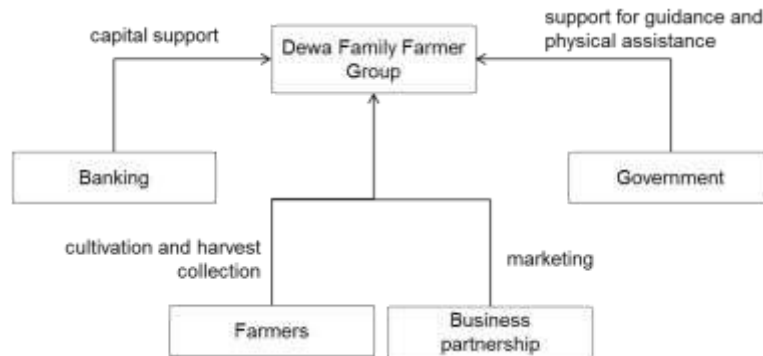 capital support
Dewa Family Farmer
Group
support for guidance and
physical assistance
Banking
Government
cultivation and harvest
collection
marketing
Farmers
Business
partnership